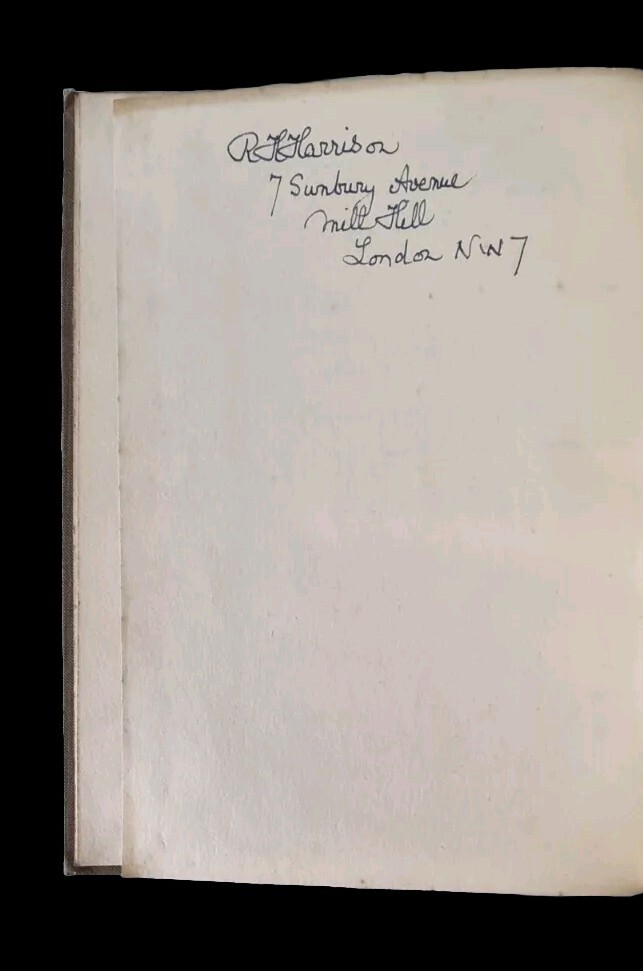 R H Harrison
7 Sunbury Avenue
Mill Hill
London NW7